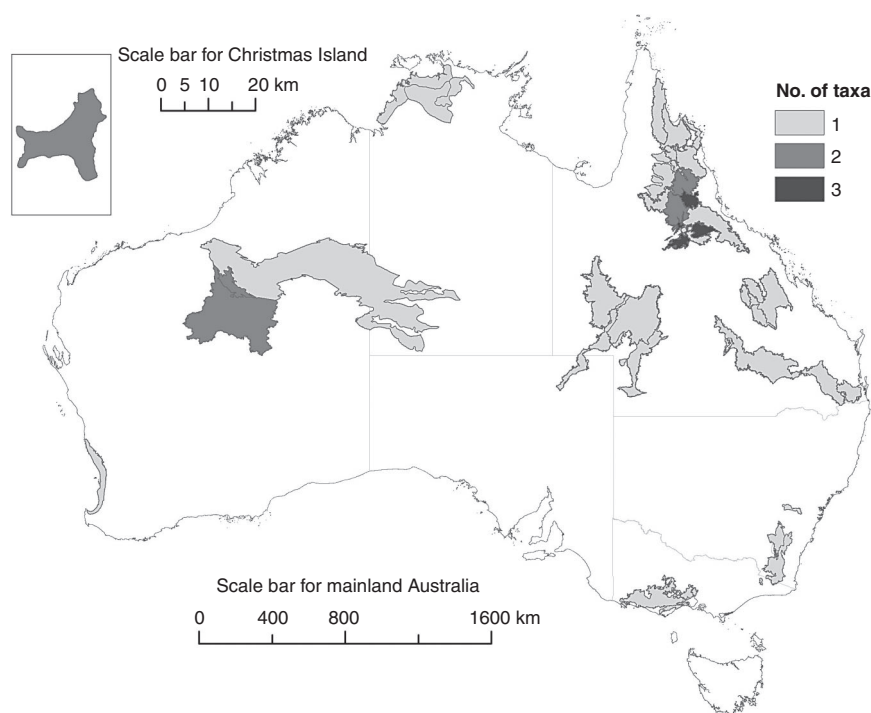 Scale bar for Christmas Island
0 5 10 20 km
No. of taxa
1
2
3
Scale bar for mainland Australia
0 400 800 1600 km